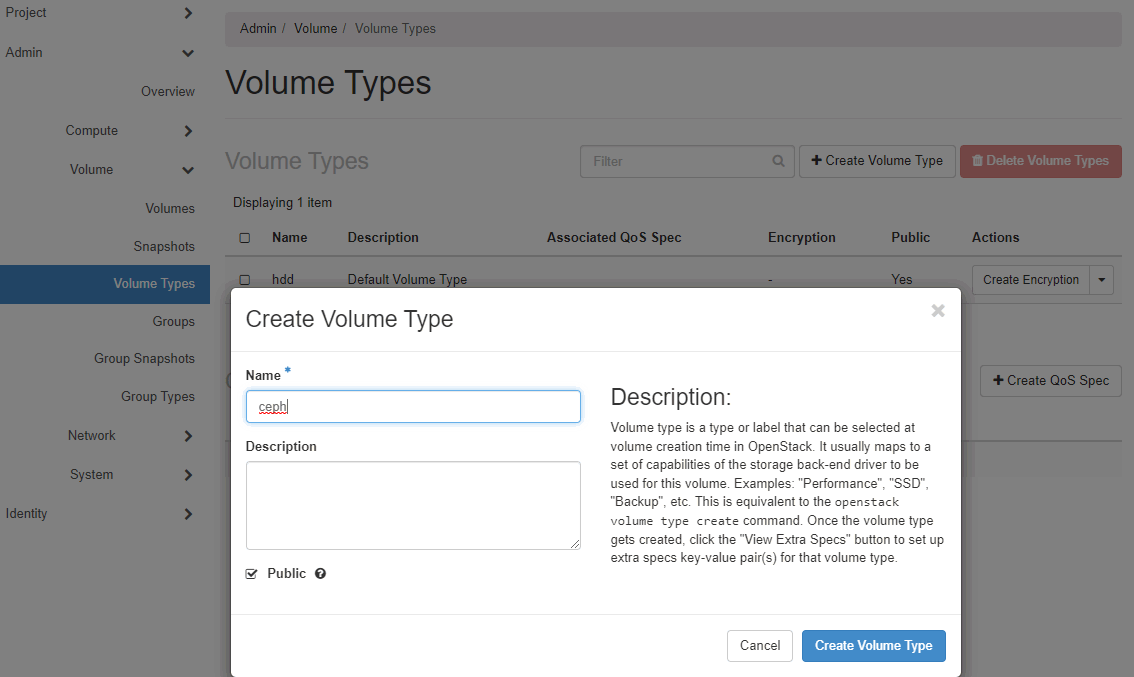 Project
Admin
Overview
Compute
Volume
Volumes
Snapshots
Volume Types
Groups
Group Snapshots
Group Types
Network
System
Identity
Admin / Volume / Volume Types
Volume Types
Volume Types
Filter
Create Volume Type
Delete Volume Types
Displaying 1 item
Name Description Associated QoS Spec Encryption Public Actions
hdd Default Volume Type - Yes Create Encryption
Create QoS Spec
Create Volume Type
Name *
ceph
Description
Public
Description:
Volume type is a type or label that can be selected at
volume creation time in OpenStack. It usually maps to a
set of capabilities of the storage back-end driver to be
used for this volume. Examples: "Performance", "SSD",
"Backup", etc. This is equivalent to the openstack
volume type create command. Once the volume type
gets created, click the "View Extra Specs" button to set up
extra specs key-value pair(s) for that volume type.
Cancel
Create Volume Type